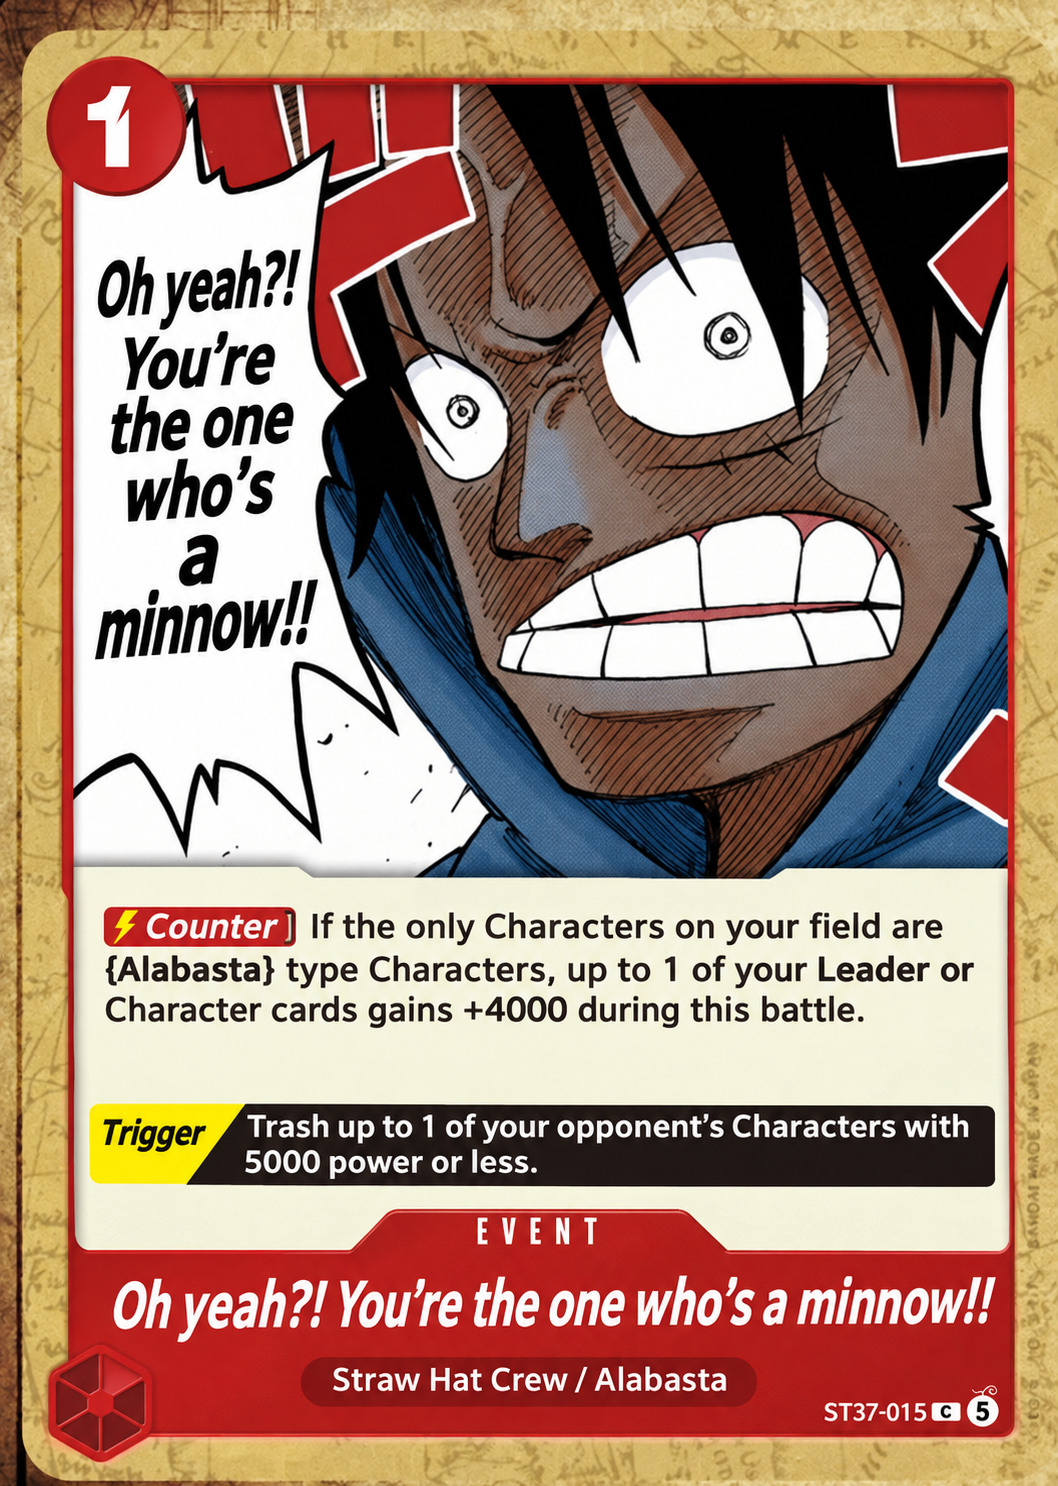 1
Oh yeah?!
You're
the one
who's
a
minnow!!
Counter] If the only Characters on your field are
{Alabasta} type Characters, up to 1 of your Leader or
Character cards gains +4000 during this battle.
Trigger Trash up to 1 of your opponent's Characters with
5000 power or less.
EVENT
Oh yeah?! You're the one who's a minnow!!
Straw Hat Crew / Alabasta
ST37-015 C 5